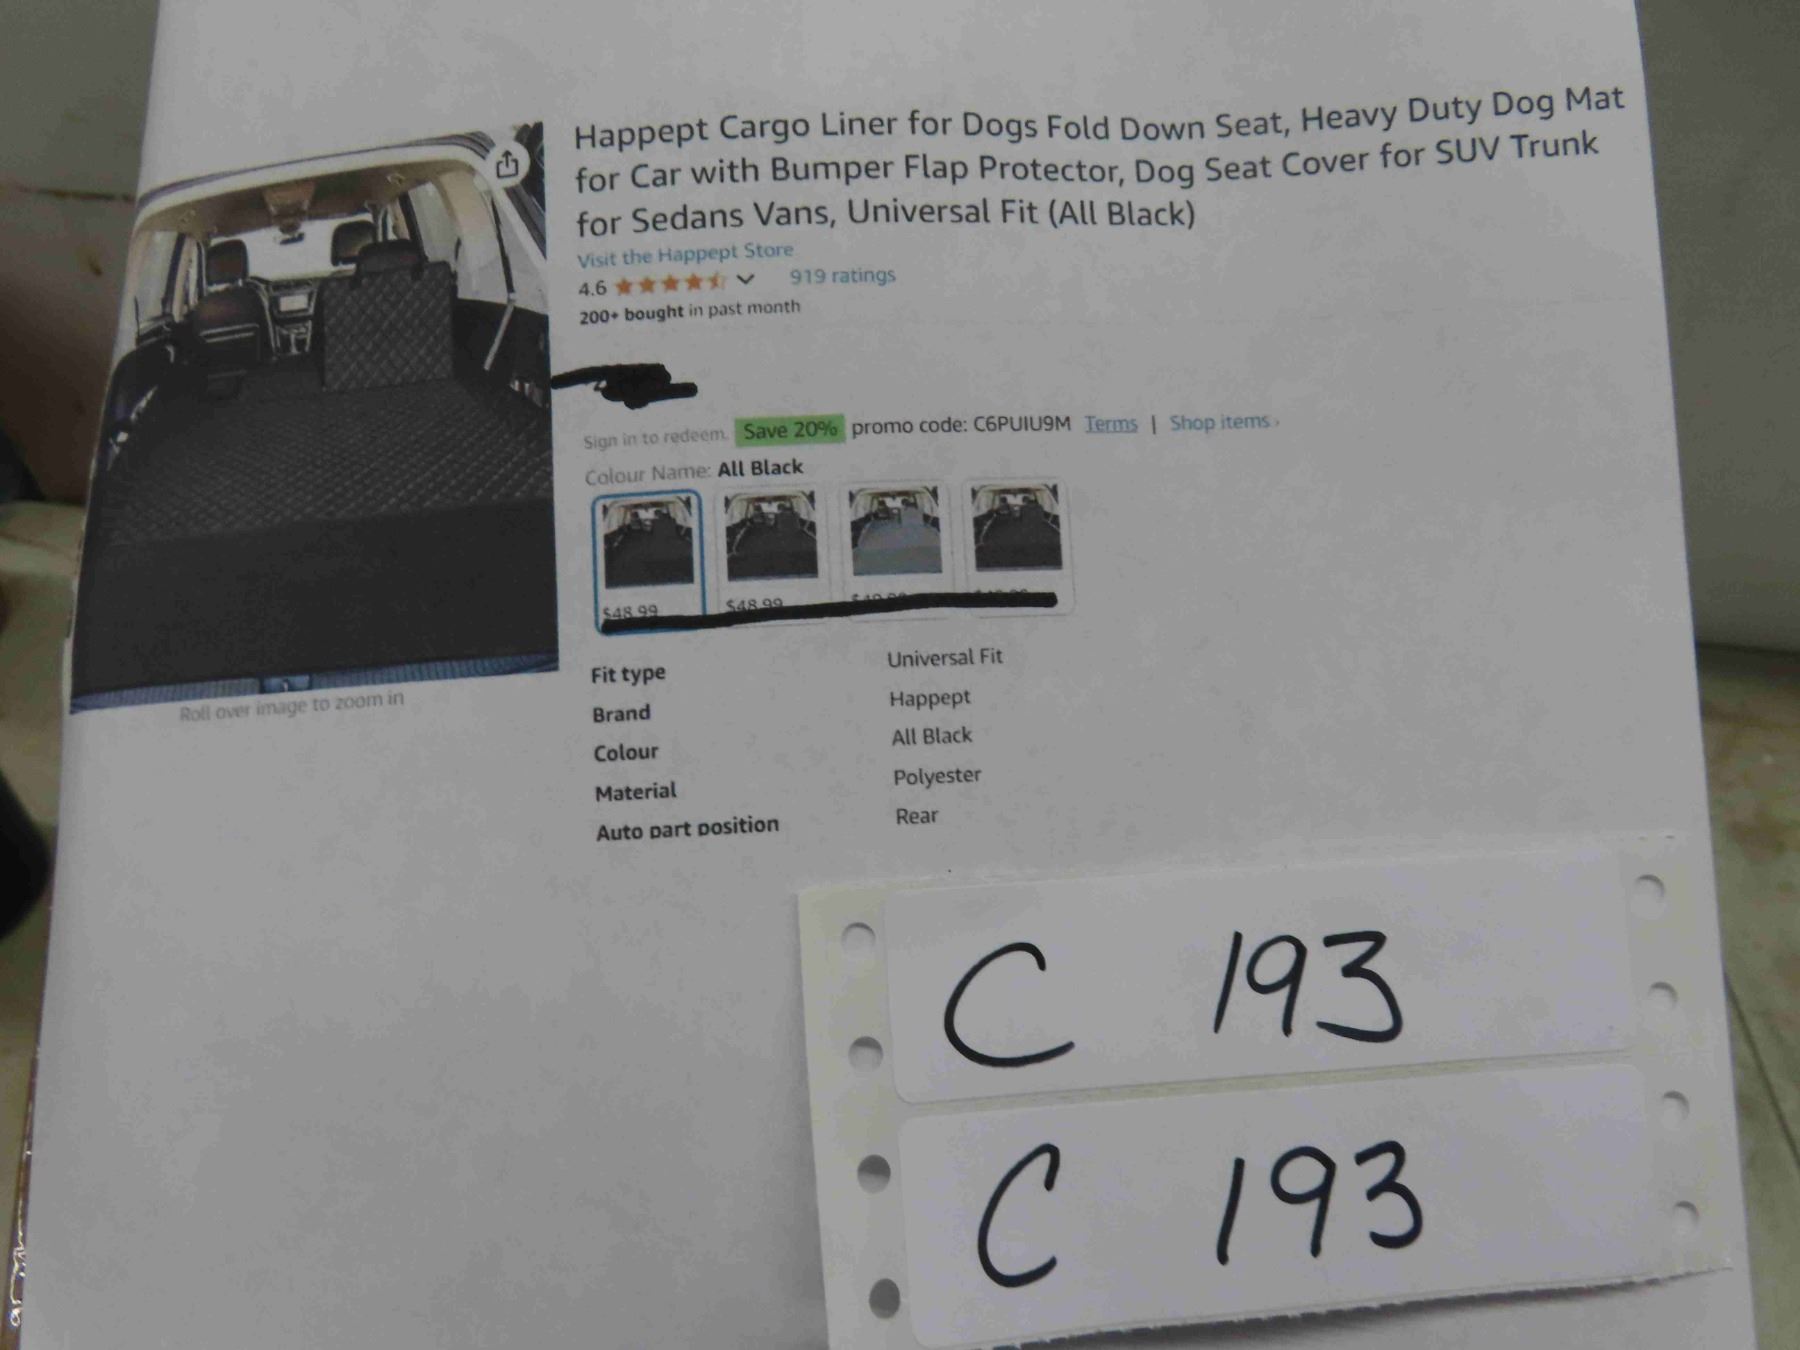 Happept Cargo Liner for Dogs Fold Down Seat, Heavy Duty Dog Mat
for Car with Bumper Flap Protector, Dog Seat Cover for SUV Trunk
for Sedans Vans, Universal Fit (All Black)
Visit the Happept Store
4.6 919 ratings
200+ bought in past month
Sign in to redeem. Save 20% promo code: C6PUIU9M Terms | Shop items ›
Colour Name: All Black
$48.99 $48.99
Roll over image to zoom in
Fit type Universal Fit
Brand Happept
Colour All Black
Material Polyester
Auto part position Rear
C 193
C 193